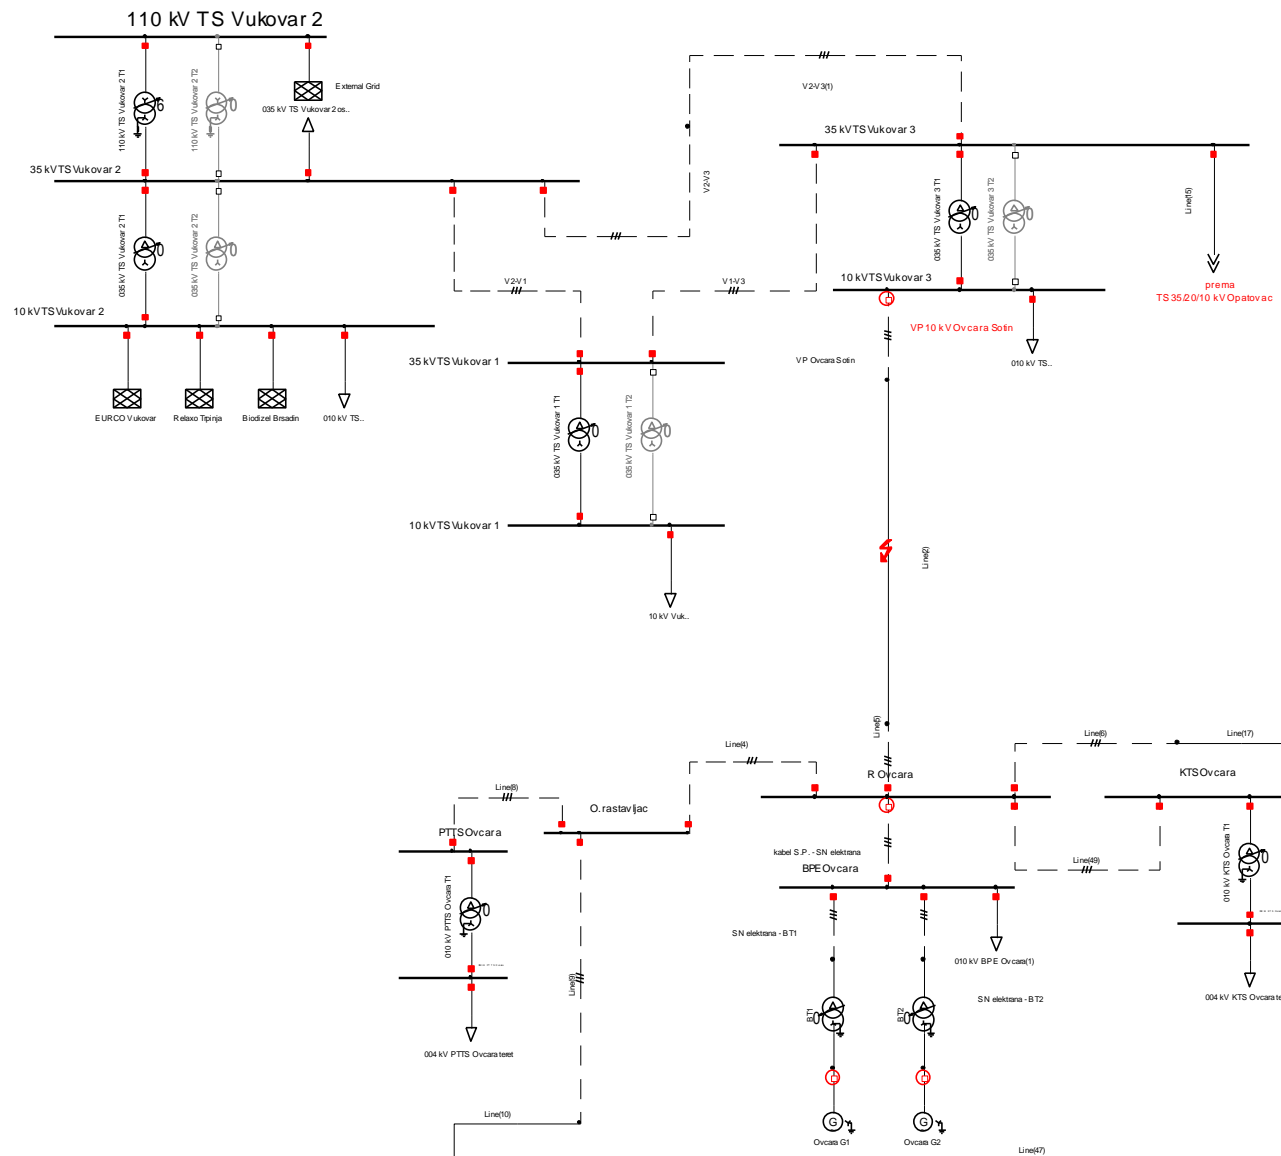 110 kV TS Vukovar 2
110 kV TS Vukovar 2 T1
110 kV TS Vukovar 2 T2
External Grid
035 kV TS Vukovar 2 os..
V2-V3(1)
V2-V3
35 kV TS Vukovar 3
35 kV TS Vukovar 2
035 kV TS Vukovar 2 T1
035 kV TS Vukovar 2 T2
035 kV TS Vukovar 3 T1
035 kV TS Vukovar 3 T2
Line(15)
V2-V1
V1-V3
10 kV TS Vukovar 3
prema
TS 35/20/10 kV Opatovac
10 kV TS Vukovar 2
VP 10 kV Ovcara Sotin
VP Ovcara Sotin
010 kV TS..
35 kV TS Vukovar 1
EURCO Vukovar
Relaxo Trpinja
Biodizel Brsadin
010 kV TS..
035 kV TS Vukovar 1 T1
035 kV TS Vukovar 1 T2
10 kV TS Vukovar 1
Line(2)
10 kV Vuk..
Line(5)
Line(4)
Line(6)
Line(17)
R Ovcara
KTS Ovcara
Line(8)
O. rastavljac
PTTS Ovcara
kabel S.P. - SN elektrana
BPE Ovcara
Line(49)
010 kV KTS Ovcara T1
010 kV PTTS Ovcara T1
SN elektrana - BT1
010 kV BPE Ovcara(1)
Line(9)
SN elektrana - BT2
004 kV KTS Ovcara te
BT1
BT2
004 kV PTTS Ovcara teret
Line(10)
G
G
Ovcara G1
Ovcara G2
Line(47)